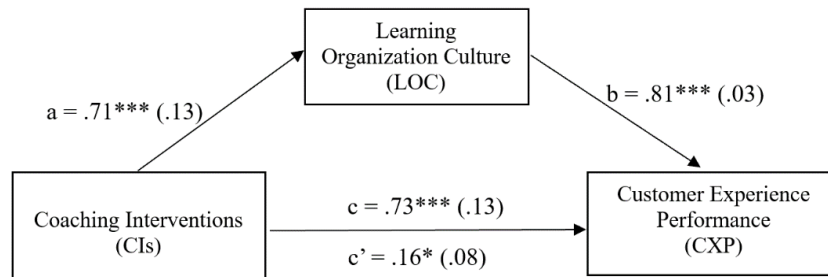 Learning
Organization Culture
(LOC)
a = .71*** (.13)
b = .81*** (.03)
Coaching Interventions
(CIs)
c = .73*** (.13)
c’ = .16* (.08)
Customer Experience
Performance
(CXP)